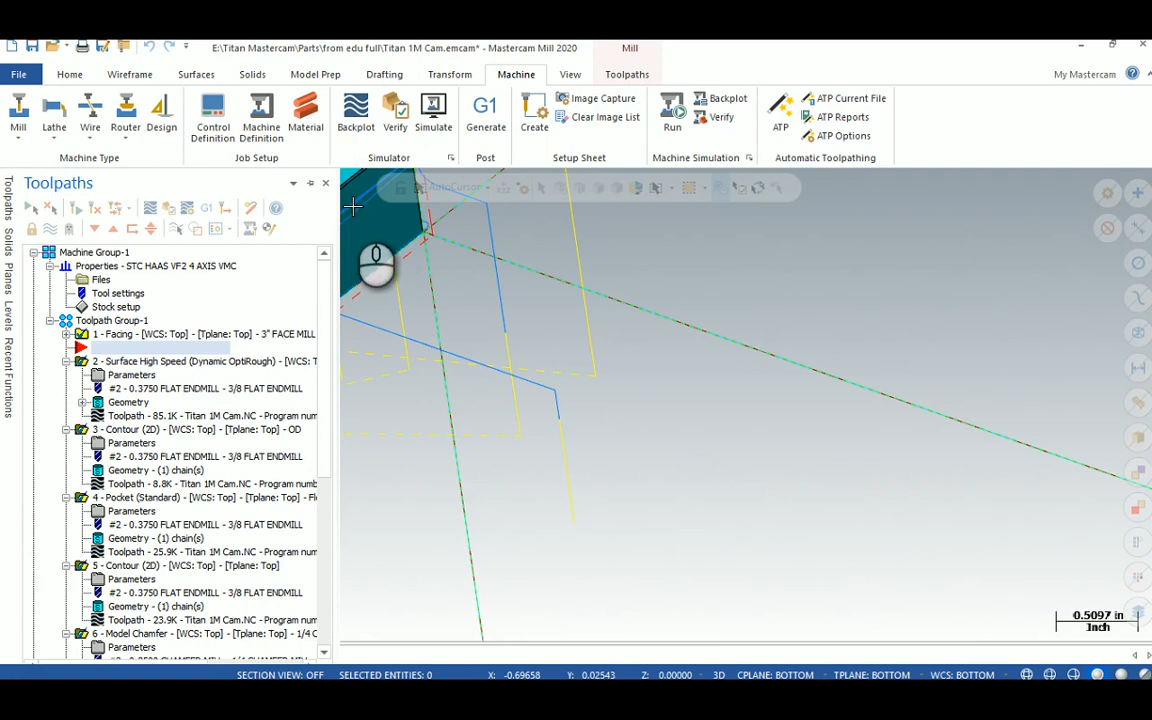 E:\Titan Mastercam\Parts\from edu full\Titan 1M Cam.emcam* - Mastercam Mill 2020
Mill
File Home Wireframe Surfaces Solids Model Prep Drafting Transform Machine View Toolpaths My Mastercam
Mill Lathe Wire Router Design
Control Definition Machine Definition Material
Backplot Verify Simulate
G1
Generate
Create Image Capture
Clear Image List
Run Backplot
Verify
ATP ATP Current File
ATP Reports
ATP Options
Machine Type Job Setup Simulator Post Setup Sheet Machine Simulation Automatic Toolpathing
Toolpaths
AutoCursor
G1
Toolpaths
Solids
Planes
Levels
Recent Functions
Machine Group-1
Properties - STC HAAS VF2 4 AXIS VMC
Files
Tool settings
Stock setup
Toolpath Group-1
1 - Facing - [WCS: Top] - [Tplane: Top] - 3" FACE MILL
2 - Surface High Speed (Dynamic OptiRough) - [WCS: T
Parameters
#2 - 0.3750 FLAT ENDMILL - 3/8 FLAT ENDMILL
Geometry
Toolpath - 85.1K - Titan 1M Cam.NC - Program numb
3 - Contour (2D) - [WCS: Top] - [Tplane: Top] - OD
Parameters
#2 - 0.3750 FLAT ENDMILL - 3/8 FLAT ENDMILL
Geometry - (1) chain(s)
Toolpath - 8.8K - Titan 1M Cam.NC - Program numb
4 - Pocket (Standard) - [WCS: Top] - [Tplane: Top] - Fl
Parameters
#2 - 0.3750 FLAT ENDMILL - 3/8 FLAT ENDMILL
Geometry - (1) chain(s)
Toolpath - 25.9K - Titan 1M Cam.NC - Program num
5 - Contour (2D) - [WCS: Top] - [Tplane: Top]
Parameters
#2 - 0.3750 FLAT ENDMILL - 3/8 FLAT ENDMILL
Geometry - (1) chain(s)
Toolpath - 23.9K - Titan 1M Cam.NC - Program num
6 - Model Chamfer - [WCS: Top] - [Tplane: Top] - 1/4 C
Parameters
0.5097 in
Inch
SECTION VIEW: OFF SELECTED ENTITIES: 0 X: -0.69658 Y: 0.02543 Z: 0.00000 3D CPLANE: BOTTOM TPLANE: BOTTOM WCS: BOTTOM